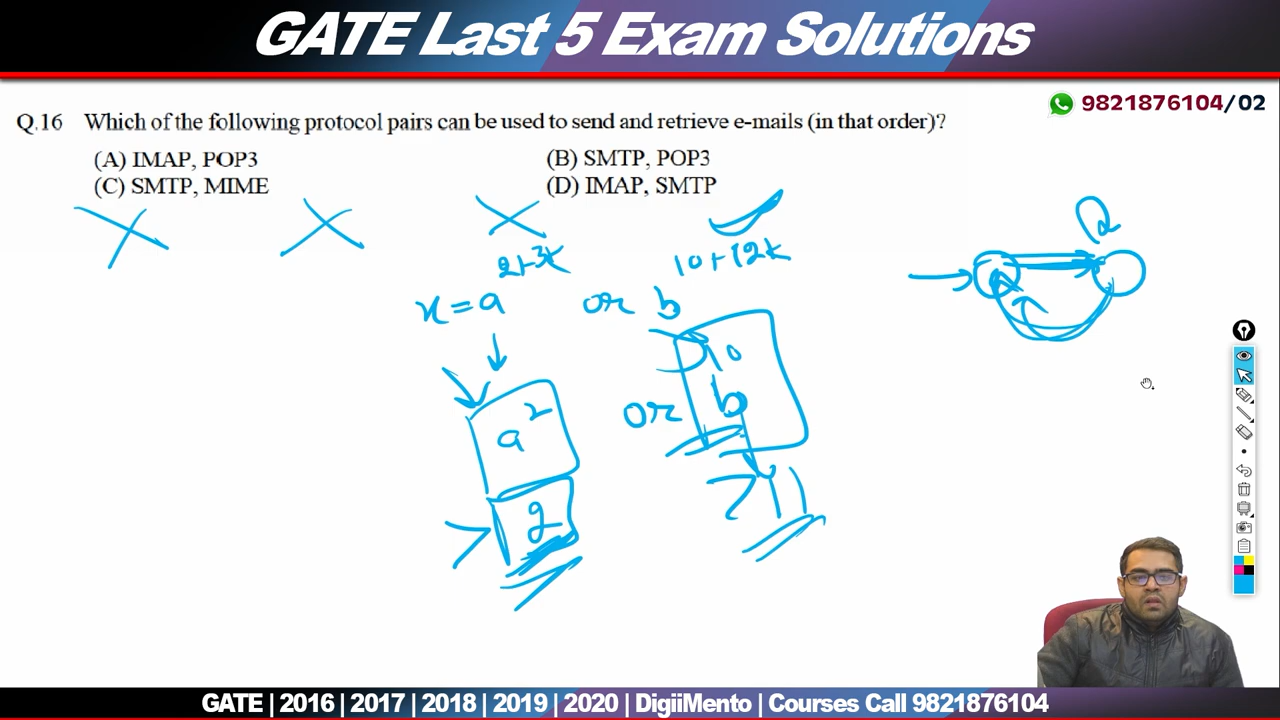 GATE Last 5 Exam Solutions
9821876104/02
Q.16 Which of the following protocol pairs can be used to send and retrieve e-mails (in that order)?
(A) IMAP, POP3 (B) SMTP, POP3
(C) SMTP, MIME (D) IMAP, SMTP
2+3k 10+12k
x=a or b
10
a² or b
2 11
GATE | 2016 | 2017 | 2018 | 2019 | 2020 | DigiiMento | Courses Call 9821876104